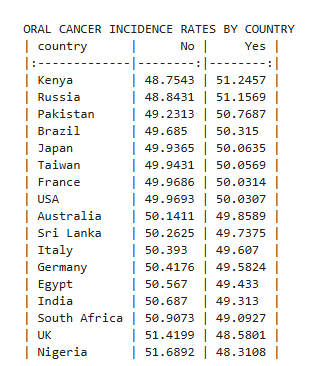 ORAL CANCER INCIDENCE RATES BY COUNTRY
| country      |      No |     Yes |
|:-------------|--------:|--------:|
| Kenya        | 48.7543 | 51.2457 |
| Russia       | 48.8431 | 51.1569 |
| Pakistan     | 49.2313 | 50.7687 |
| Brazil       | 49.685  | 50.315  |
| Japan        | 49.9365 | 50.0635 |
| Taiwan       | 49.9431 | 50.0569 |
| France       | 49.9686 | 50.0314 |
| USA          | 49.9693 | 50.0307 |
| Australia    | 50.1411 | 49.8589 |
| Sri Lanka    | 50.2625 | 49.7375 |
| Italy        | 50.393  | 49.607  |
| Germany      | 50.4176 | 49.5824 |
| Egypt        | 50.567  | 49.433  |
| India        | 50.687  | 49.313  |
| South Africa | 50.9073 | 49.0927 |
| UK           | 51.4199 | 48.5801 |
| Nigeria      | 51.6892 | 48.3108 |